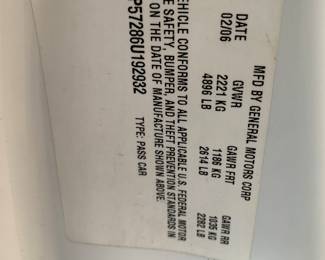 MFD BY GENERAL MOTORS CORP
DATE GVWR GAWR FRT GAWR RR
02/06 2221 KG 1186 KG 1035 KG
4896 LB 2614 LB 2282 LB
VEHICLE CONFORMS TO ALL APPLICABLE U.S. FEDERAL MOTOR
SAFETY, BUMPER, AND THEFT PREVENTION STANDARDS IN
ON THE DATE OF MANUFACTURE SHOWN ABOVE.
P57286U192932 TYPE: PASS CAR